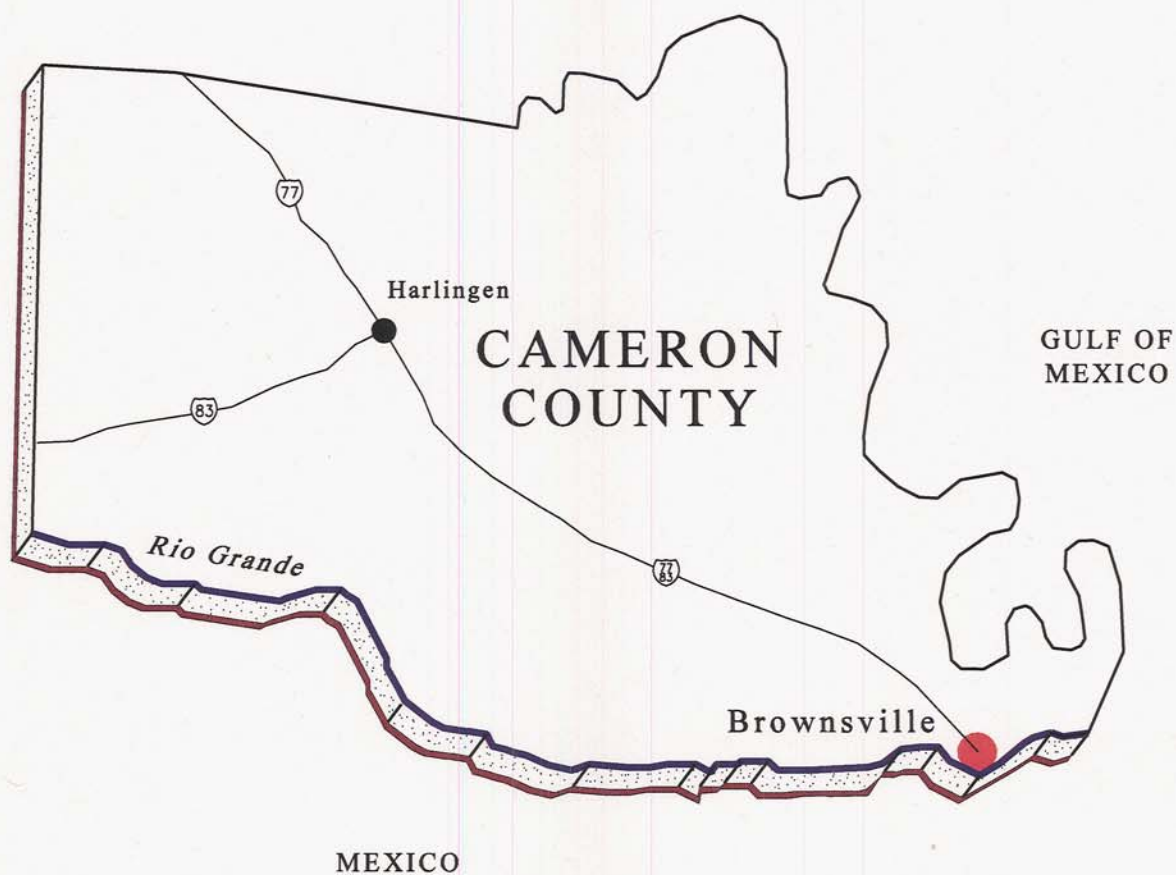 77
Harlingen
CAMERON
COUNTY
GULF OF
MEXICO
83
Rio Grande
77
83
Brownsville
MEXICO